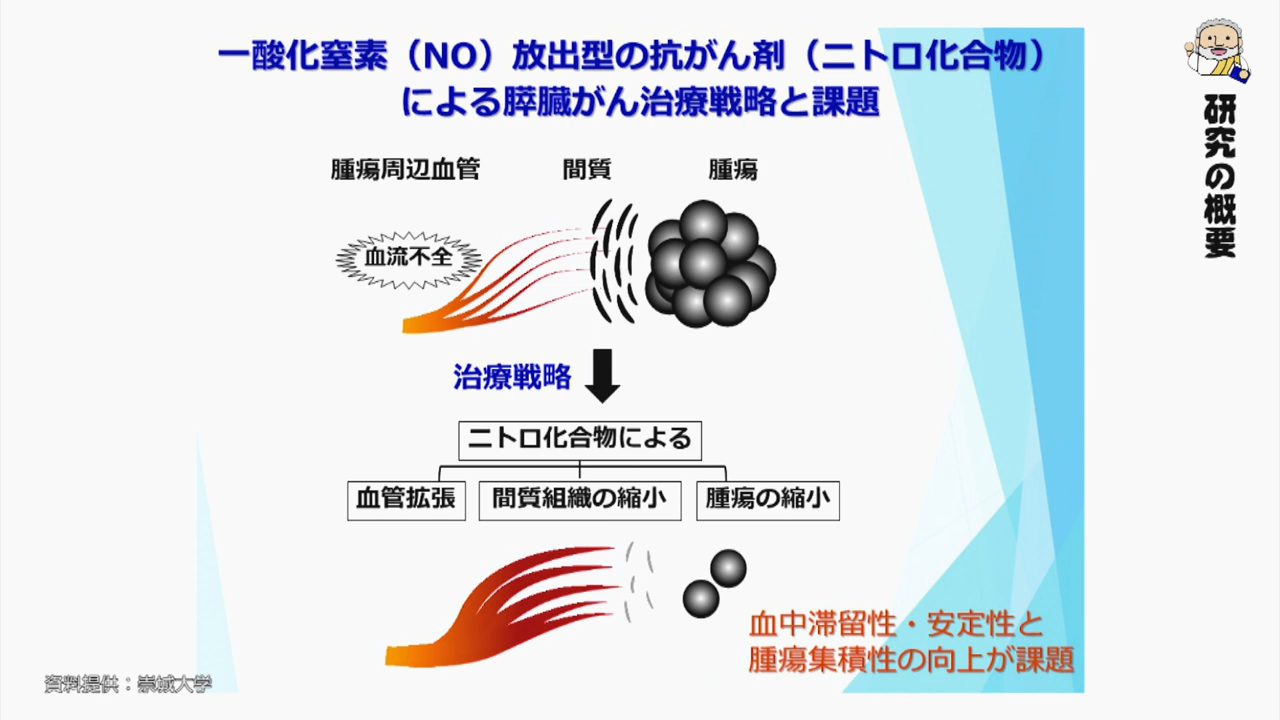 一酸化窒素（NO）放出型の抗がん剤（ニトロ化合物）
による膵臓がん治療戦略と課題
研究の概要
腫瘍周辺血管
間質
腫瘍
血流不全
治療戦略
ニトロ化合物による
血管拡張
間質組織の縮小
腫瘍の縮小
血中滞留性・安定性と
腫瘍集積性の向上が課題
資料提供：崇城大学